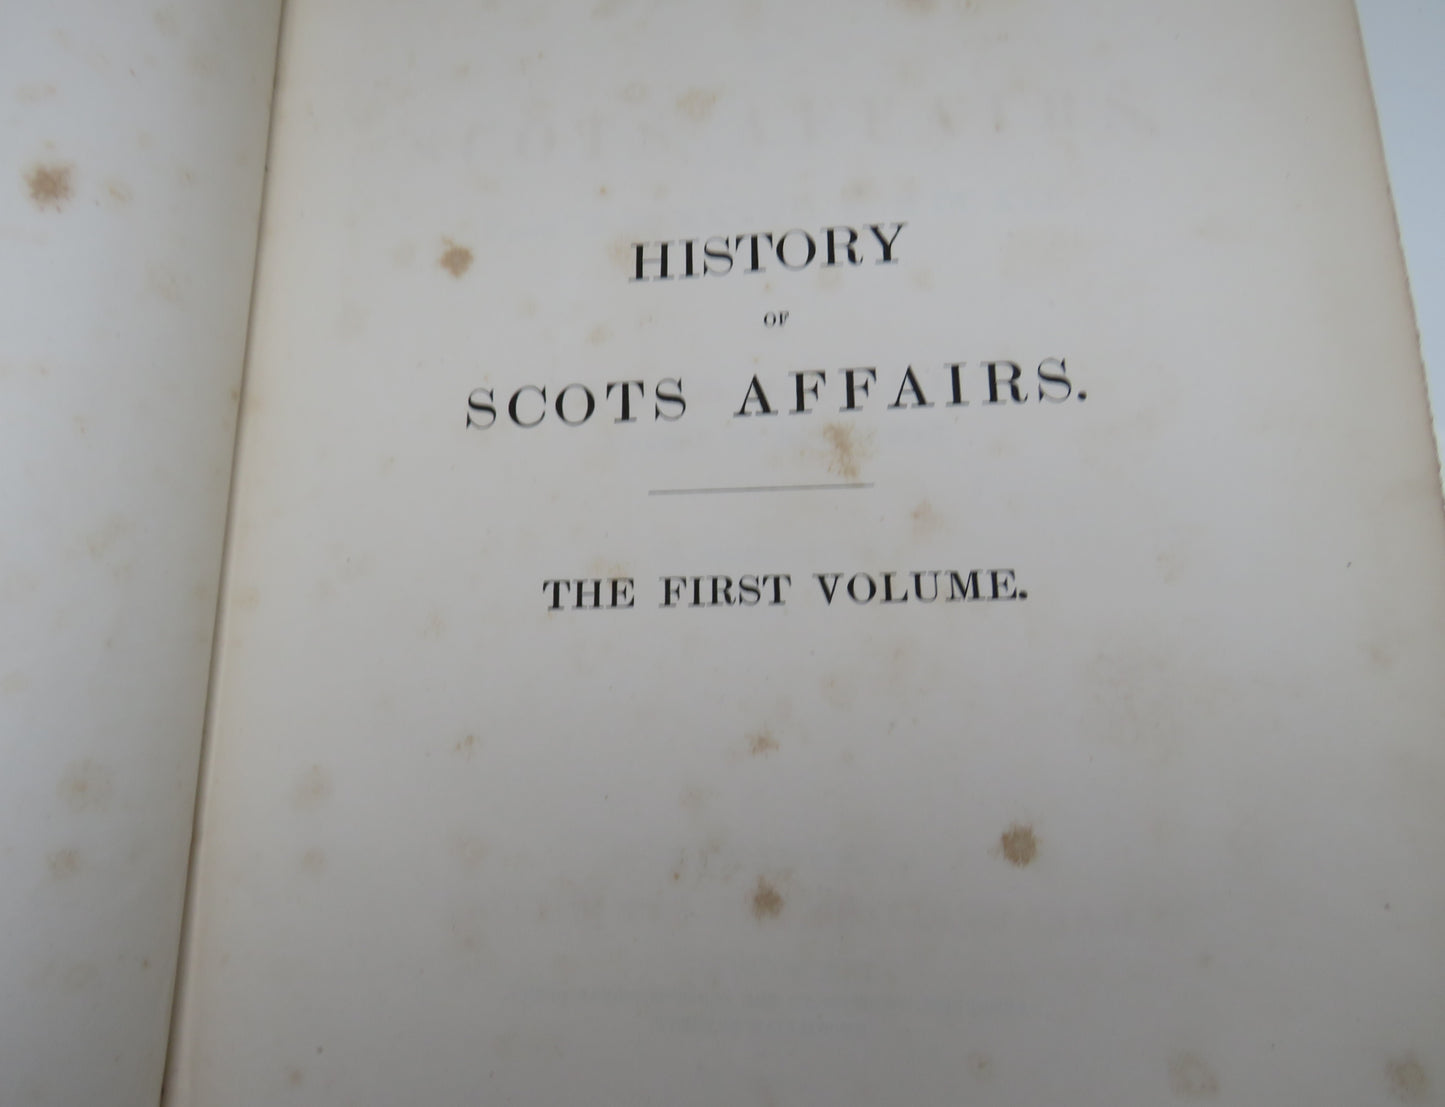 HISTORY
OF
SCOTS AFFAIRS.
THE FIRST VOLUME.